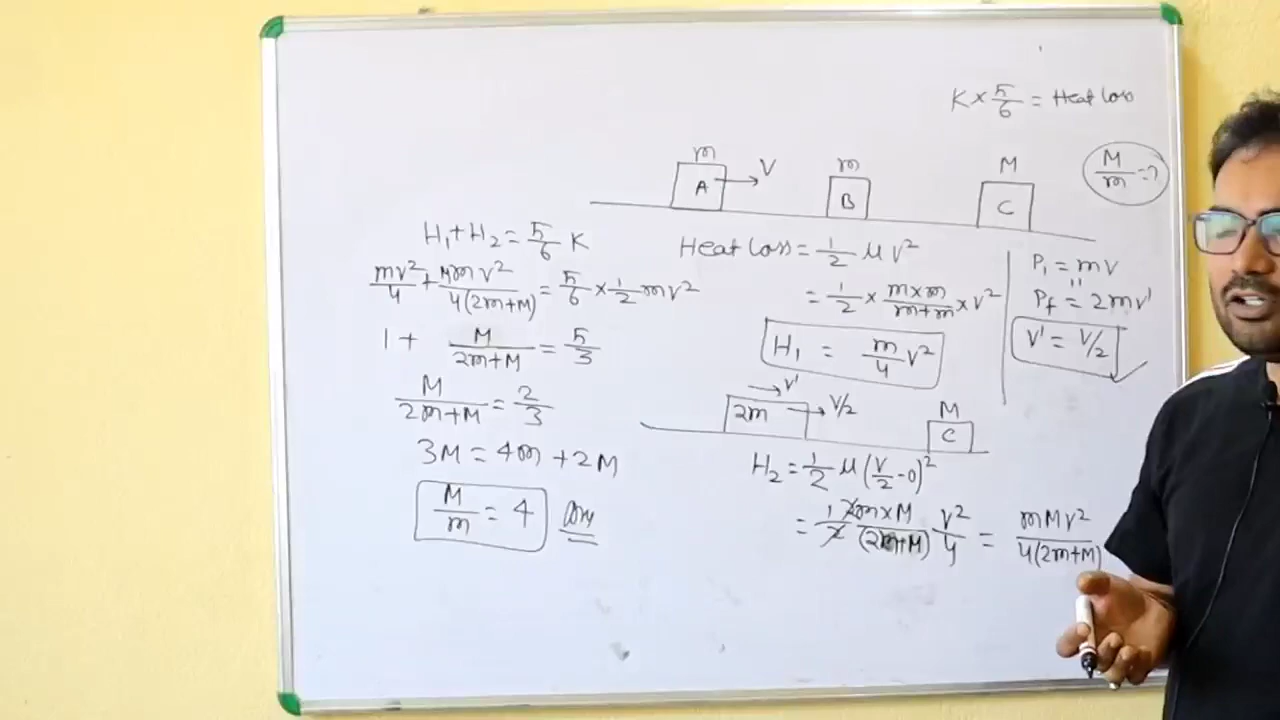 K × 5/6 = Heat loss
M/m = ?
m
A
V
m
B
M
C
Heat loss = 1/2 μ v²
= 1/2 × m×m/m+m × v²
H₁ = m/4 v²
P₁ = mv
"
Pf = 2mv'
V' = V/2
2m
v'
V/2
M
C
H₂ = 1/2 μ (v/2 - 0)²
= 1/2 2m×M/(2m+M) v²/4 = mMv²/4(2m+M)
H₁ + H₂ = 5/6 K
mv²/4 + Mmv²/4(2m+M) = 5/6 × 1/2 mv²
1 + M/2m+M = 5/3
M/2m+M = 2/3
3M = 4m + 2M
M/m = 4 Ans